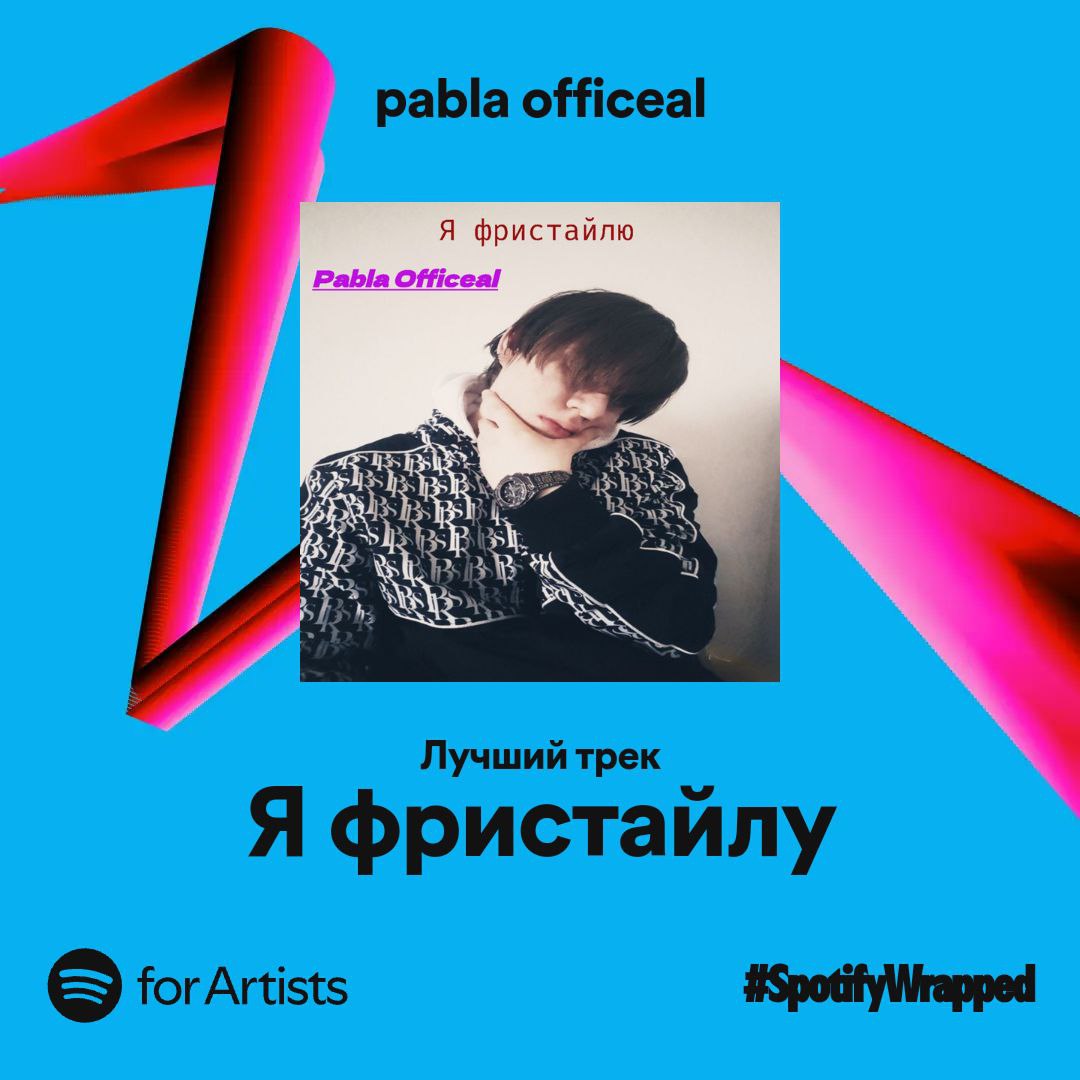 pabla officeal
Я фристайлю
Pabla Officeal
Лучший трек
Я фристайлу
for Artists
#SpotifyWrapped